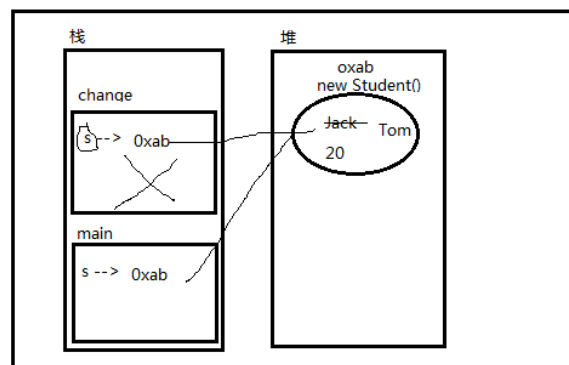 栈
堆
change
s --> 0xab
main
s --> 0xab
oxab
new Student()
Jack Tom
20